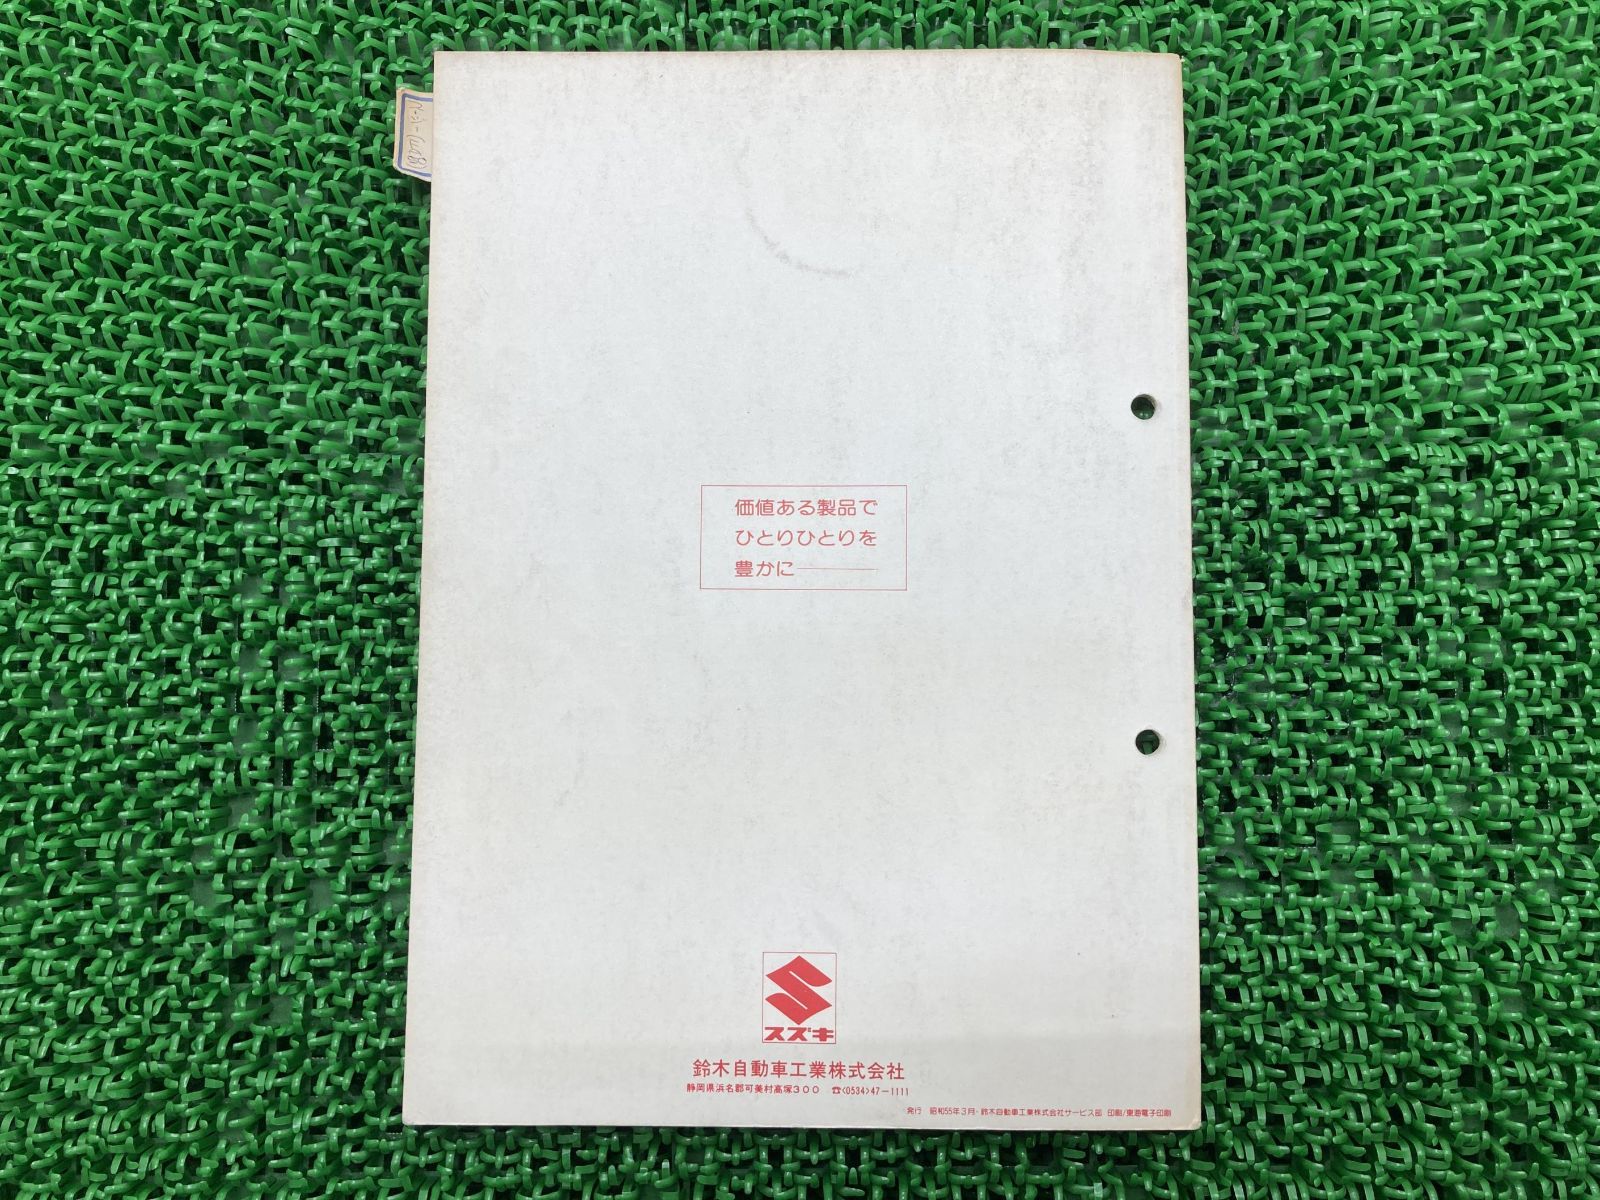 価値ある製品で
ひとりひとりを
豊かに―――
スズキ
鈴木自動車工業株式会社
静岡県浜名郡可美村高塚300 ☎<0534>47-1111
発行 昭和55年3月・鈴木自動車工業株式会社サービス部 印刷/東海電子印刷